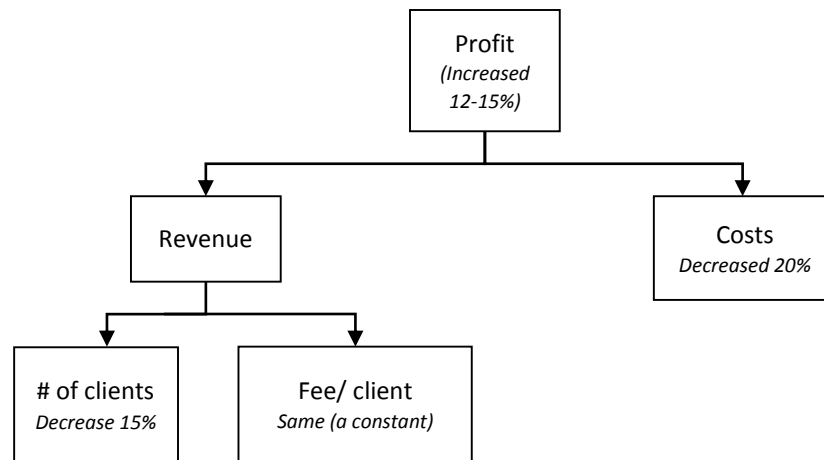 Profit
(Increased
12-15%)
Revenue
Costs
Decreased 20%
# of clients
Decrease 15%
Fee/ client
Same (a constant)